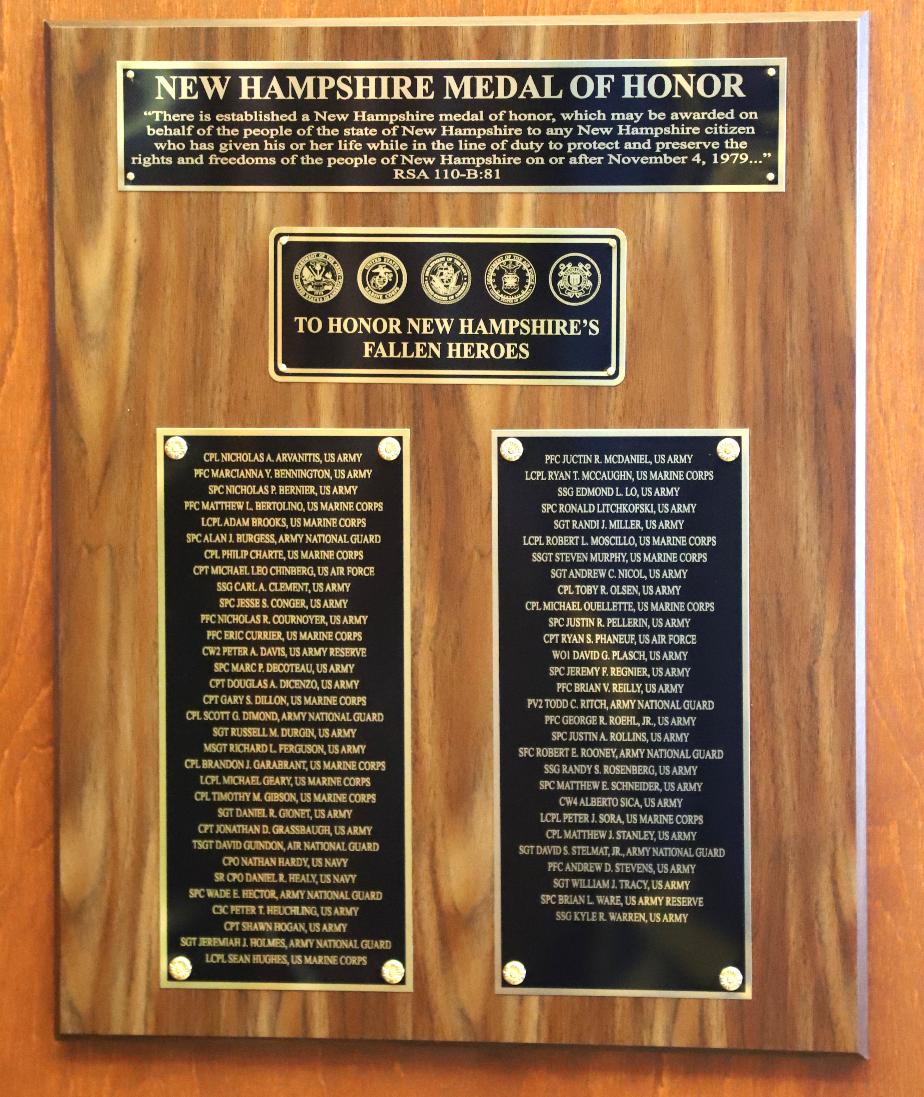 NEW HAMPSHIRE MEDAL OF HONOR
“There is established a New Hampshire medal of honor, which may be awarded on
behalf of the people of the state of New Hampshire to any New Hampshire citizen
who has given his or her life while in the line of duty to protect and preserve the
rights and freedoms of the people of New Hampshire on or after November 4, 1979...”
RSA 110-B:81
UNITED STATES
MARINE CORPS
TO HONOR NEW HAMPSHIRE’S
FALLEN HEROES
CPL NICHOLAS A. ARVANITIS, US ARMY
PFC MARCIANNA Y. BENNINGTON, US ARMY
SPC NICHOLAS P. BERNIER, US ARMY
PFC MATTHEW L. BERTOLINO, US MARINE CORPS
LCPL ADAM BROOKS, US MARINE CORPS
SPC ALAN J. BURGESS, ARMY NATIONAL GUARD
CPL PHILIP CHARTE, US MARINE CORPS
CPT MICHAEL LEO CHINBERG, US AIR FORCE
SSG CARL A. CLEMENT, US ARMY
SPC JESSE S. CONGER, US ARMY
PFC NICHOLAS R. COURNOYER, US ARMY
PFC ERIC CURRIER, US MARINE CORPS
CW2 PETER A. DAVIS, US ARMY RESERVE
SPC MARC P. DECOTEAU, US ARMY
CPT DOUGLAS A. DICENZO, US ARMY
CPT GARY S. DILLON, US MARINE CORPS
CPL SCOTT G. DIMOND, ARMY NATIONAL GUARD
SGT RUSSELL M. DURGIN, US ARMY
MSGT RICHARD L. FERGUSON, US ARMY
CPL BRANDON J. GARABRANT, US MARINE CORPS
LCPL MICHAEL GEARY, US MARINE CORPS
CPL TIMOTHY M. GIBSON, US MARINE CORPS
SGT DANIEL R. GIONET, US ARMY
CPT JONATHAN D. GRASSBAUGH, US ARMY
TSGT DAVID GUINDON, AIR NATIONAL GUARD
CPO NATHAN HARDY, US NAVY
SR CPO DANIEL R. HEALY, US NAVY
SPC WADE E. HECTOR, ARMY NATIONAL GUARD
C3C PETER T. HEUCHLING, US ARMY
CPT SHAWN HOGAN, US ARMY
SGT JEREMIAH J. HOLMES, ARMY NATIONAL GUARD
LCPL SEAN HUGHES, US MARINE CORPS
PFC JUCTIN R. MCDANIEL, US ARMY
LCPL RYAN T. MCCAUGHN, US MARINE CORPS
SSG EDMOND L. LO, US ARMY
SPC RONALD LITCHKOFSKI, US ARMY
SGT RANDI J. MILLER, US ARMY
LCPL ROBERT L. MOSCILLO, US MARINE CORPS
SSGT STEVEN MURPHY, US MARINE CORPS
SGT ANDREW C. NICOL, US ARMY
CPL TOBY R. OLSEN, US ARMY
CPL MICHAEL OUELLETTE, US MARINE CORPS
SPC JUSTIN R. PELLERIN, US ARMY
CPT RYAN S. PHANEUF, US AIR FORCE
WO1 DAVID G. PLASCH, US ARMY
SPC JEREMY F. REGNIER, US ARMY
PFC BRIAN V. REILLY, US ARMY
PV2 TODD C. RITCH, ARMY NATIONAL GUARD
PFC GEORGE R. ROEHL, JR., US ARMY
SPC JUSTIN A. ROLLINS, US ARMY
SFC ROBERT E. ROONEY, ARMY NATIONAL GUARD
SSG RANDY S. ROSENBERG, US ARMY
SPC MATTHEW E. SCHNEIDER, US ARMY
CW4 ALBERTO SICA, US ARMY
LCPL PETER J. SORA, US MARINE CORPS
CPL MATTHEW J. STANLEY, US ARMY
SGT DAVID S. STELMAT, JR., ARMY NATIONAL GUARD
PFC ANDREW D. STEVENS, US ARMY
SGT WILLIAM J. TRACY, US ARMY
SPC BRIAN L. WARE, US ARMY RESERVE
SSG KYLE R. WARREN, US ARMY